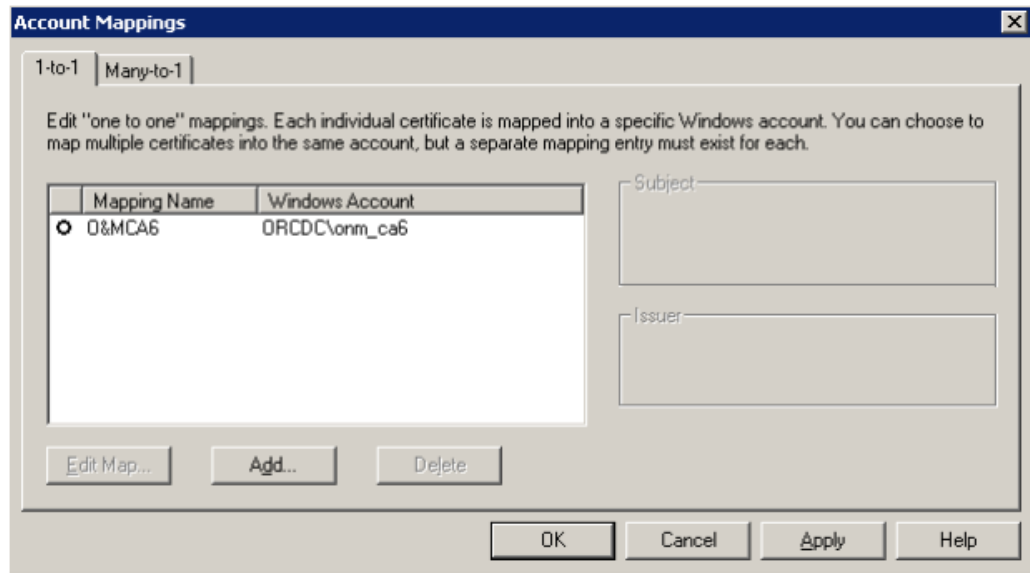 Account Mappings
1-to-1 Many-to-1
Edit "one to one" mappings. Each individual certificate is mapped into a specific Windows account. You can choose to
map multiple certificates into the same account, but a separate mapping entry must exist for each.
Mapping Name Windows Account
O&MCA6 ORCDC\onm_ca6
Subject
Issuer
Edit Map... Add... Delete
OK Cancel Apply Help